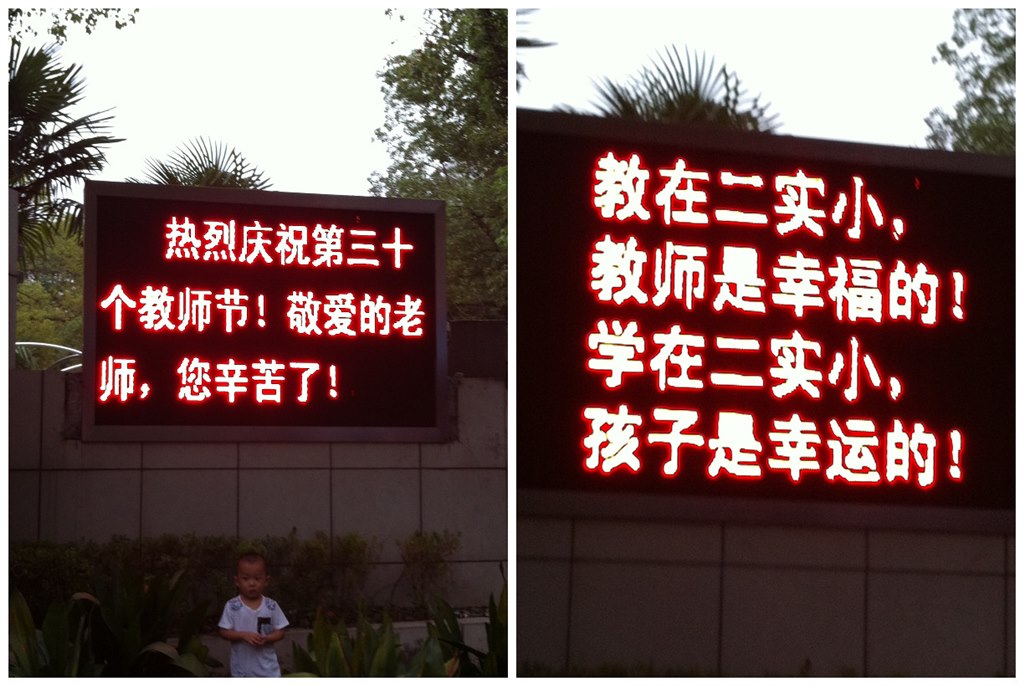 热烈庆祝第三十
个教师节！敬爱的老
师，您辛苦了！
教在二实小，
教师是幸福的！
学在二实小，
孩子是幸运的！